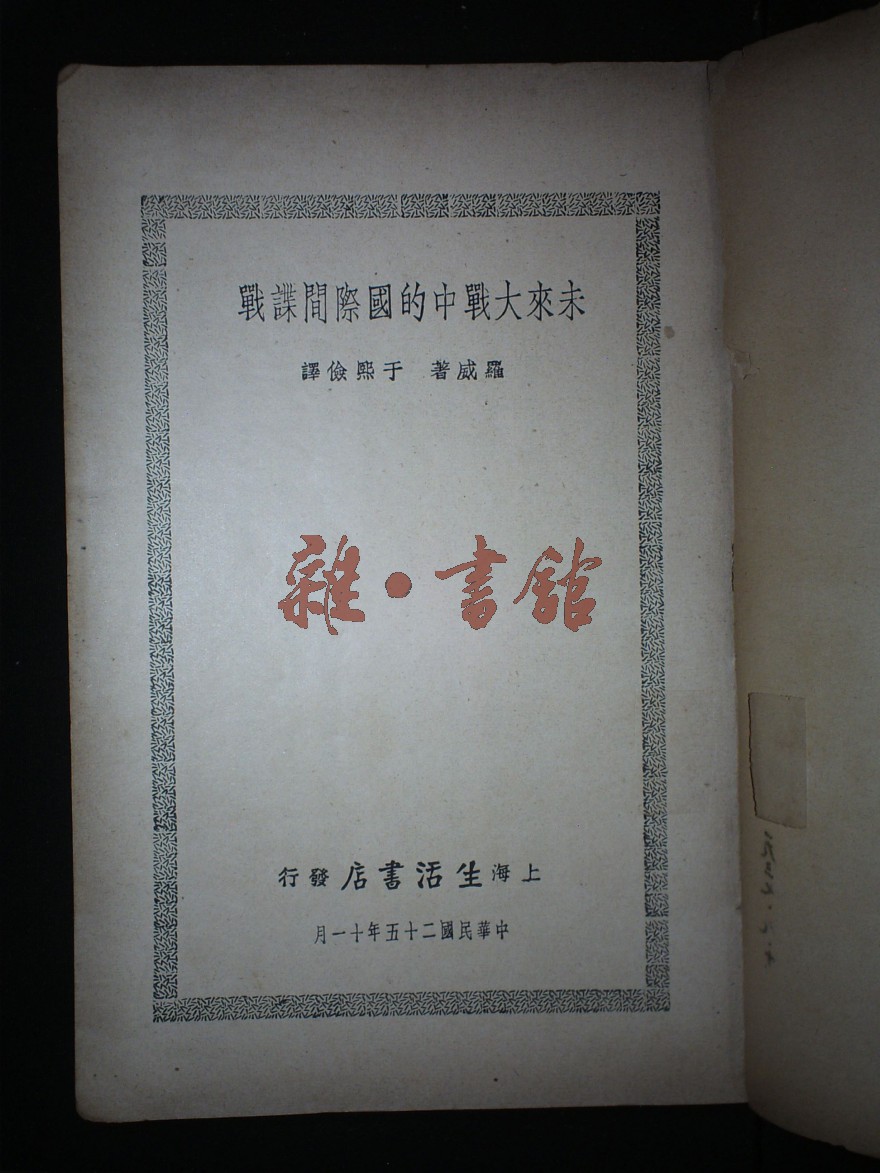 未來大戰中的國際間諜戰
羅威著 于熙儉譯
雜·書館
上海生活書店發行
中華民國二十五年十一月